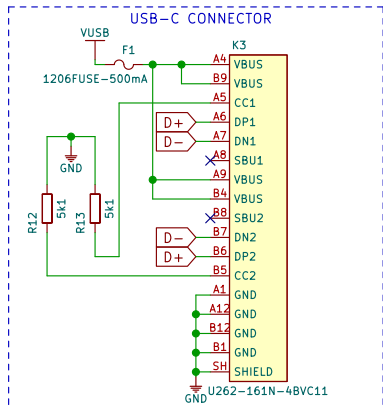 USB-C CONNECTOR
VUSB
F1
1206FUSE-500mA
K3
A4 VBUS
B9 VBUS
A5 CC1
D+ A6 DP1
D- A7 DN1
A8 SBU1
A9 VBUS
B4 VBUS
B8 SBU2
D- B7 DN2
D+ B6 DP2
B5 CC2
A1 GND
A12 GND
B12 GND
B1 GND
SH SHIELD
GND
R12 5k1
R13 5k1
GND
U262-161N-4BVC11